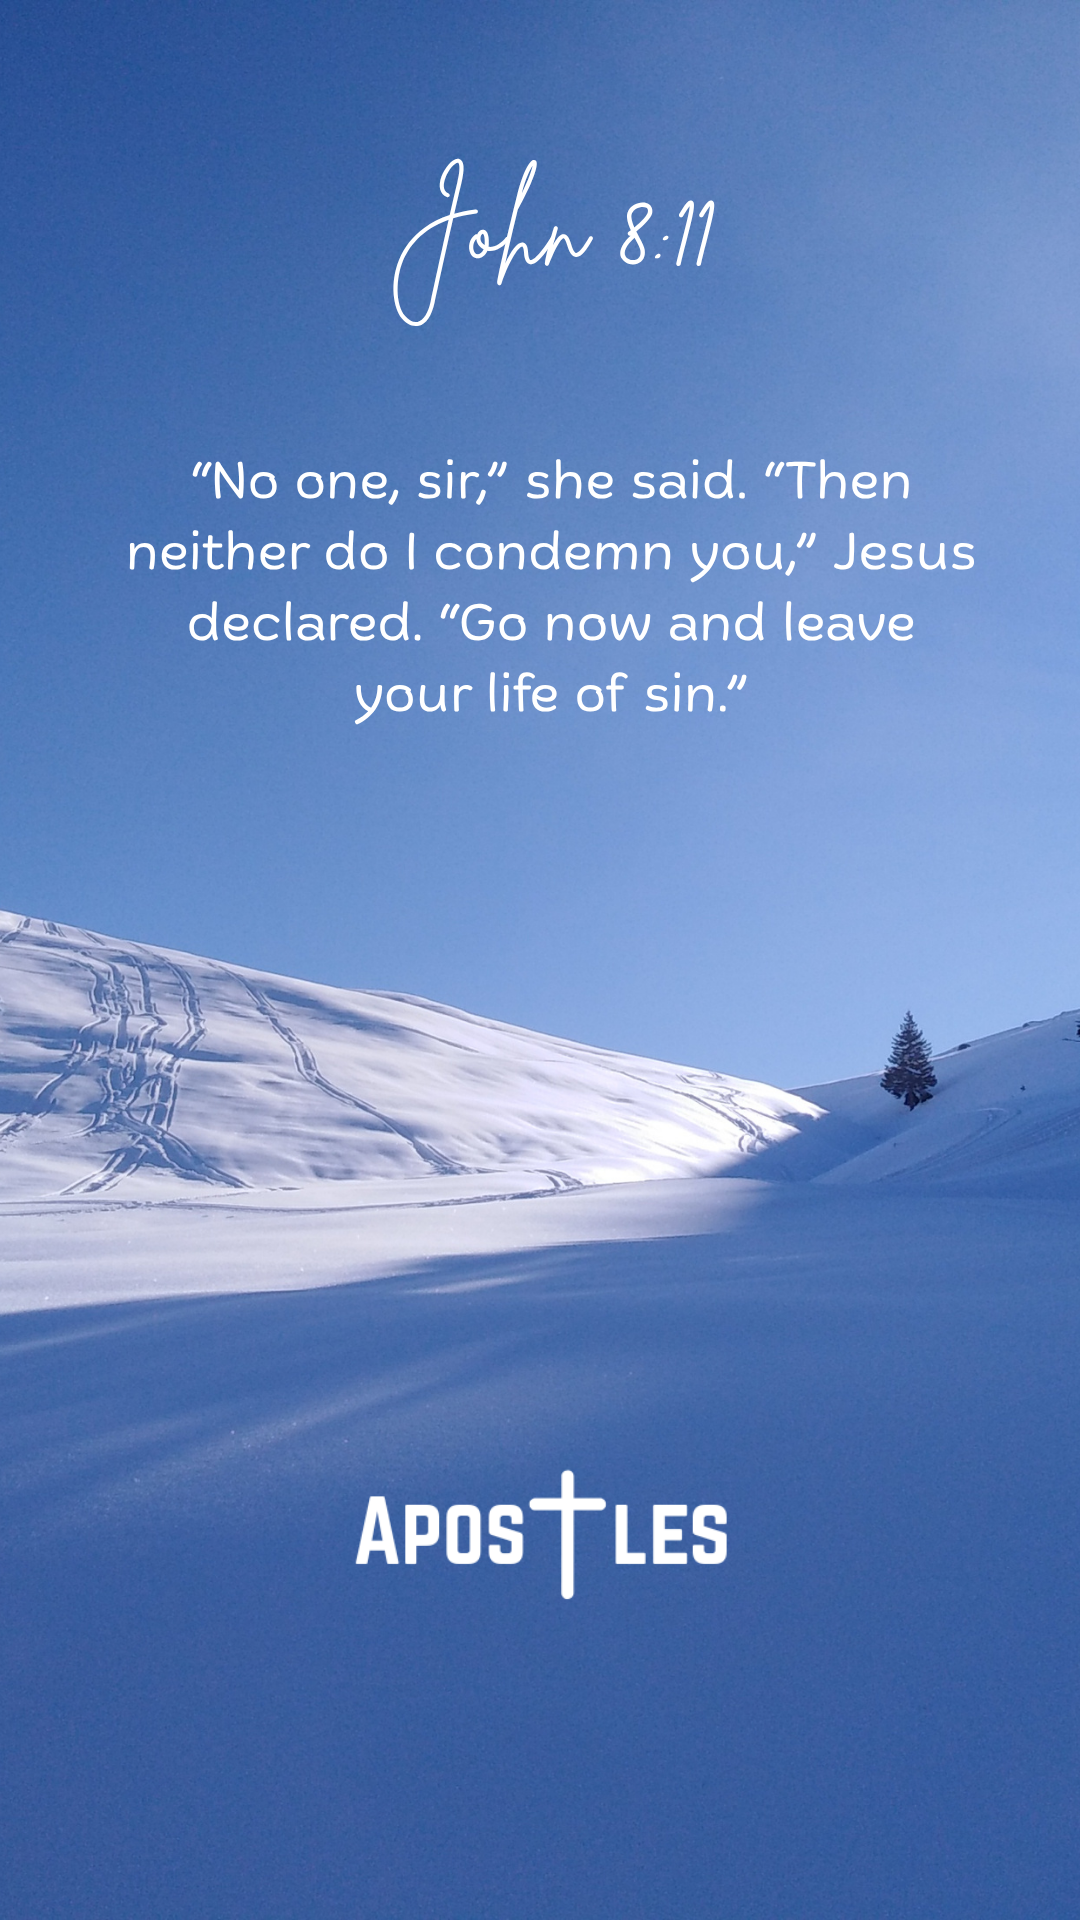 John 8:11
“No one, sir,” she said. “Then
neither do I condemn you,” Jesus
declared. “Go now and leave
your life of sin.”
APOSTLES